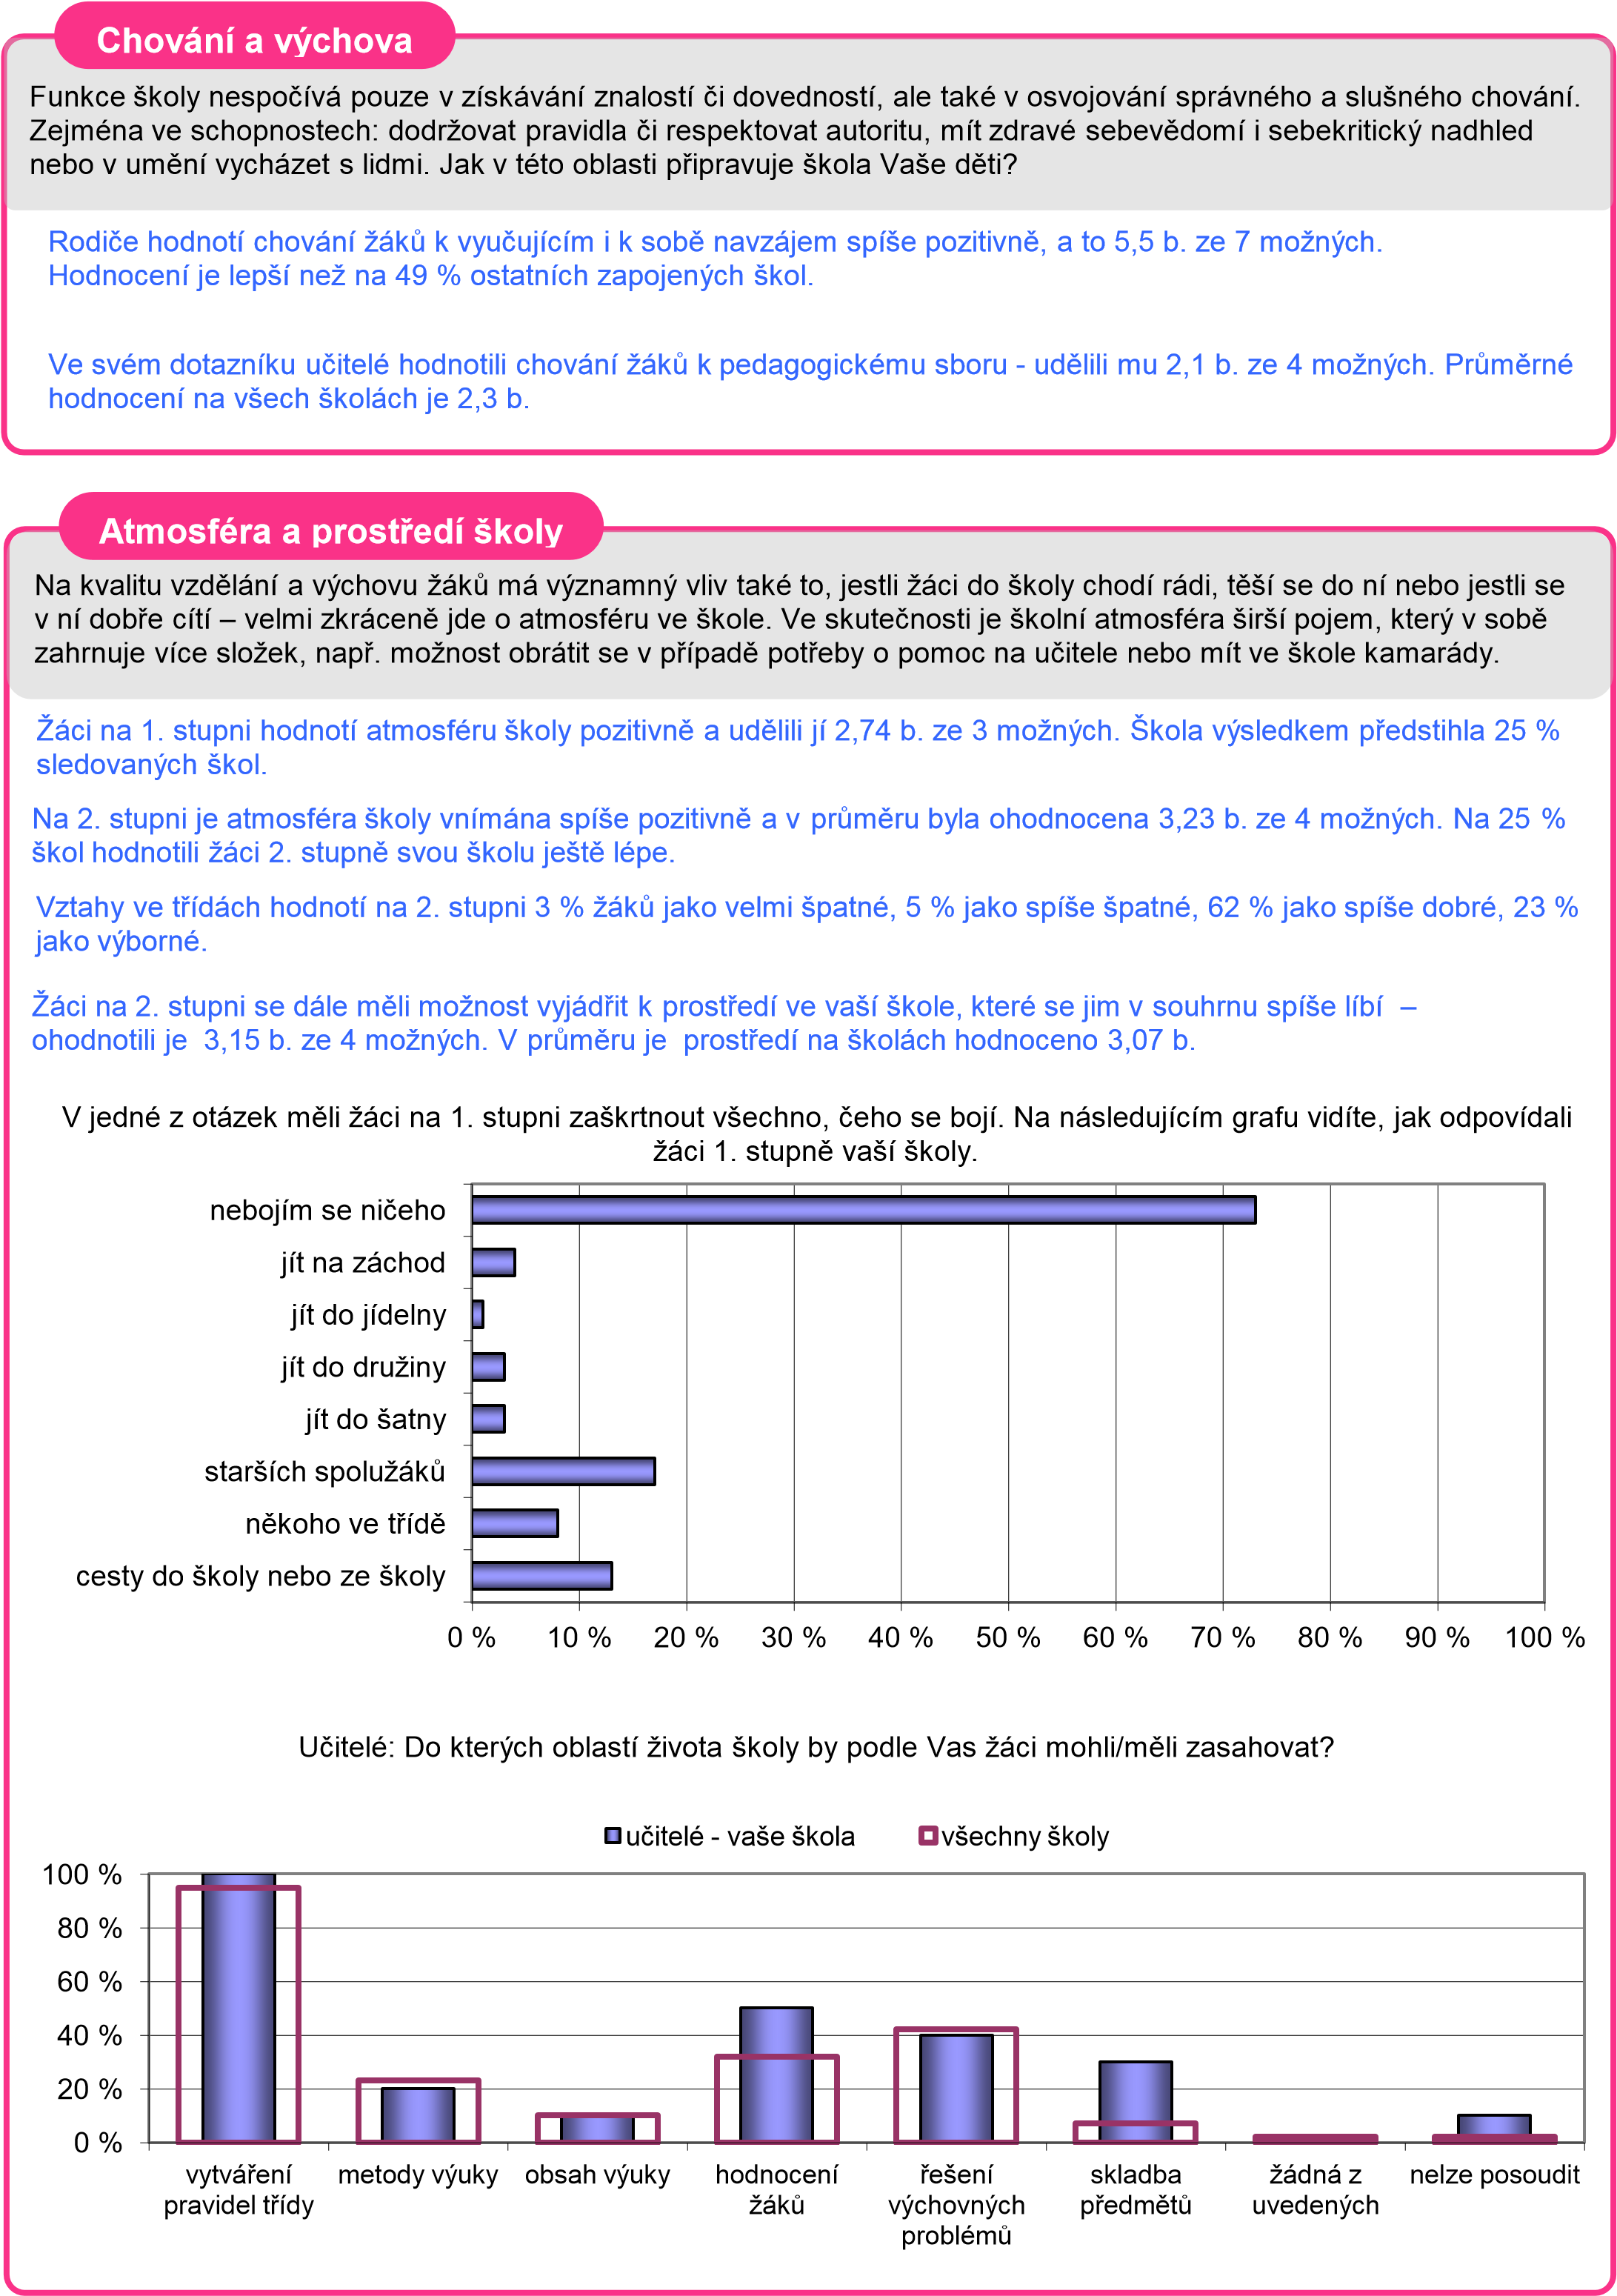 Chování a výchova
Funkce školy nespočívá pouze v získávání znalostí či dovedností, ale také v osvojování správného a slušného chování.
Zejména ve schopnostech: dodržovat pravidla či respektovat autoritu, mít zdravé sebevědomí i sebekritický nadhled
nebo v umění vycházet s lidmi. Jak v této oblasti připravuje škola Vaše děti?
Rodiče hodnotí chování žáků k vyučujícím i k sobě navzájem spíše pozitivně, a to 5,5 b. ze 7 možných.
Hodnocení je lepší než na 49 % ostatních zapojených škol.
Ve svém dotazníku učitelé hodnotili chování žáků k pedagogickému sboru - udělili mu 2,1 b. ze 4 možných. Průměrné
hodnocení na všech školách je 2,3 b.
Atmosféra a prostředí školy
Na kvalitu vzdělání a výchovu žáků má významný vliv také to, jestli žáci do školy chodí rádi, těší se do ní nebo jestli se
v ní dobře cítí – velmi zkráceně jde o atmosféru ve škole. Ve skutečnosti je školní atmosféra širší pojem, který v sobě
zahrnuje více složek, např. možnost obrátit se v případě potřeby o pomoc na učitele nebo mít ve škole kamarády.
Žáci na 1. stupni hodnotí atmosféru školy pozitivně a udělili jí 2,74 b. ze 3 možných. Škola výsledkem předstihla 25 %
sledovaných škol.
Na 2. stupni je atmosféra školy vnímána spíše pozitivně a v průměru byla ohodnocena 3,23 b. ze 4 možných. Na 25 %
škol hodnotili žáci 2. stupně svou školu ještě lépe.
Vztahy ve třídách hodnotí na 2. stupni 3 % žáků jako velmi špatné, 5 % jako spíše špatné, 62 % jako spíše dobré, 23 %
jako výborné.
Žáci na 2. stupni se dále měli možnost vyjádřit k prostředí ve vaší škole, které se jim v souhrnu spíše líbí –
ohodnotili je 3,15 b. ze 4 možných. V průměru je prostředí na školách hodnoceno 3,07 b.
V jedné z otázek měli žáci na 1. stupni zaškrtnout všechno, čeho se bojí. Na následujícím grafu vidíte, jak odpovídali
žáci 1. stupně vaší školy.
nebojím se ničeho
jít na záchod
jít do jídelny
jít do družiny
jít do šatny
starších spolužáků
někoho ve třídě
cesty do školy nebo ze školy
0 % 10 % 20 % 30 % 40 % 50 % 60 % 70 % 80 % 90 % 100 %
Učitelé: Do kterých oblastí života školy by podle Vas žáci mohli/měli zasahovat?
učitelé - vaše škola všechny školy
100 %
80 %
60 %
40 %
20 %
0 %
vytváření metody výuky obsah výuky hodnocení řešení skladba žádná z nelze posoudit
pravidel třídy žáků výchovných předmětů uvedených
problémů